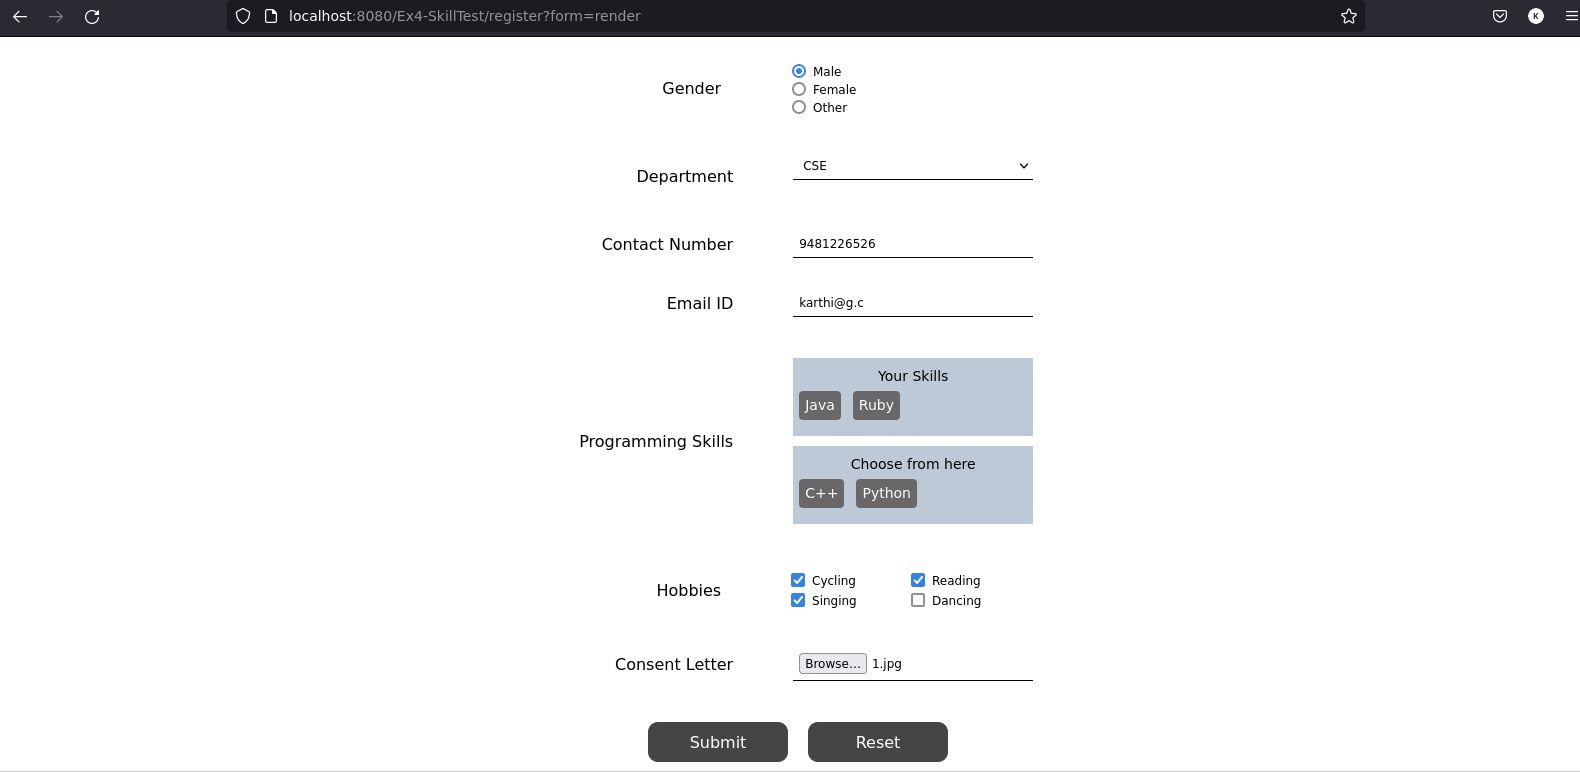 localhost:8080/Ex4-SkillTest/register?form=render
K
Gender
Male
Female
Other
Department
CSE
Contact Number
9481226526
Email ID
karthi@g.c
Programming Skills
Your Skills
Java Ruby
Choose from here
C++ Python
Hobbies
Cycling Reading
Singing Dancing
Consent Letter
Browse... 1.jpg
Submit Reset